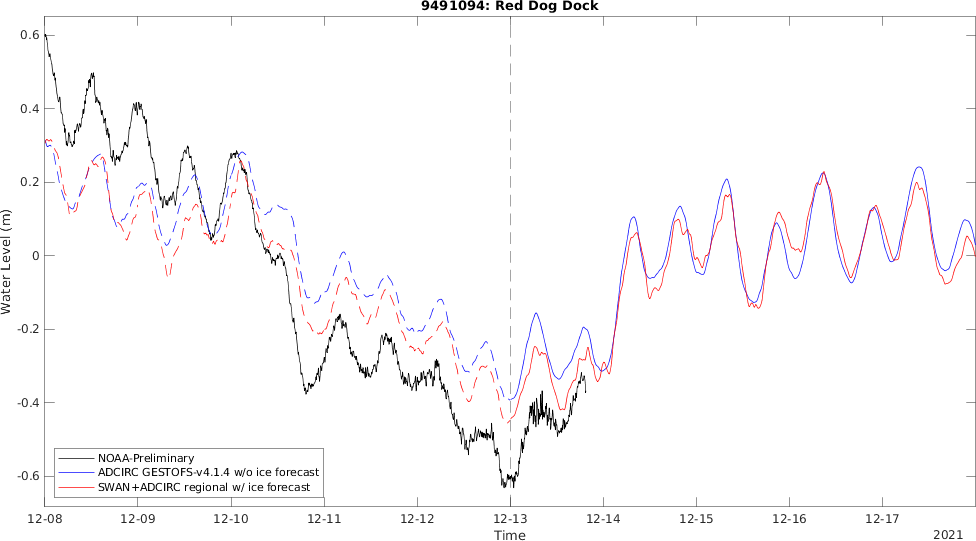 9491094: Red Dog Dock
0.6
0.4
0.2
0
-0.2
-0.4
-0.6
Water Level (m)
NOAA-Preliminary
ADCIRC GESTOFS-v4.1.4 w/o ice forecast
SWAN+ADCIRC regional w/ ice forecast
12-08 12-09 12-10 12-11 12-12 12-13 12-14 12-15 12-16 12-17
Time
2021